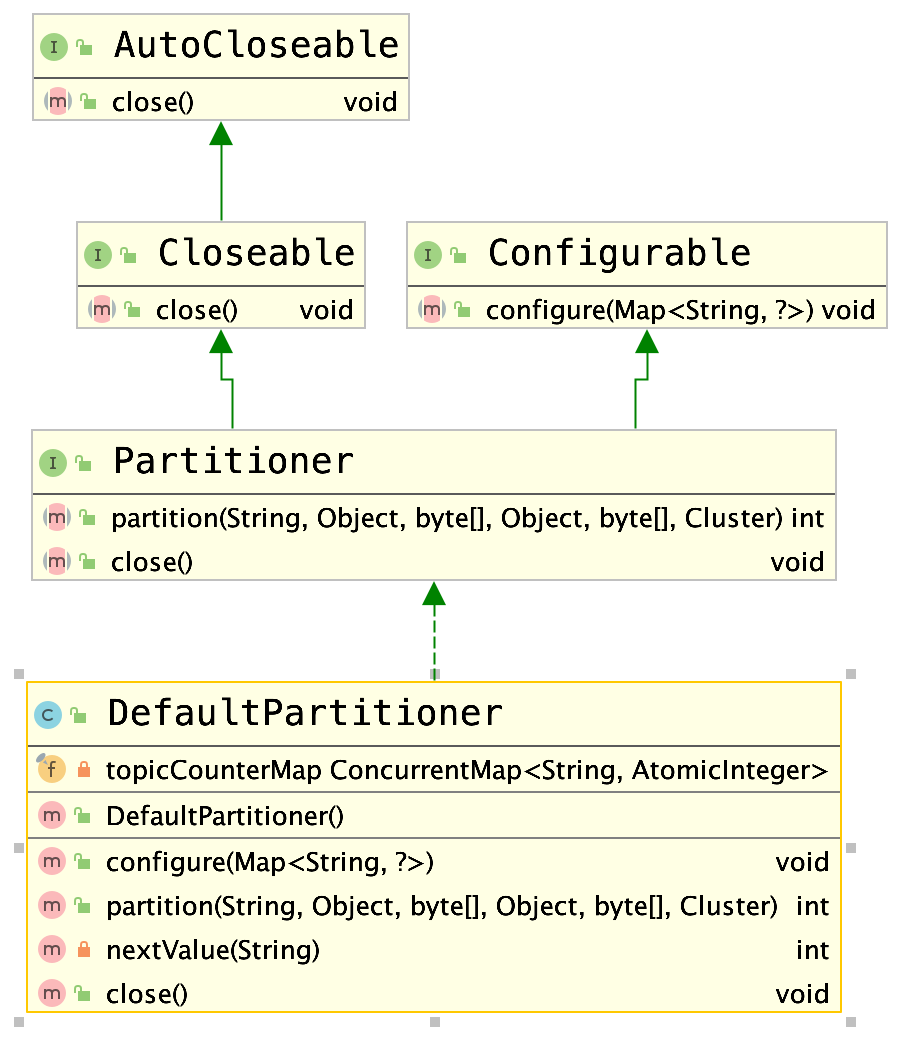 I AutoCloseable
m close() void
I Closeable
m close() void
I Configurable
m configure(Map<String, ?>) void
I Partitioner
m partition(String, Object, byte[], Object, byte[], Cluster) int
m close() void
C DefaultPartitioner
f topicCounterMap ConcurrentMap<String, AtomicInteger>
m DefaultPartitioner()
m configure(Map<String, ?>) void
m partition(String, Object, byte[], Object, byte[], Cluster) int
m nextValue(String) int
m close() void